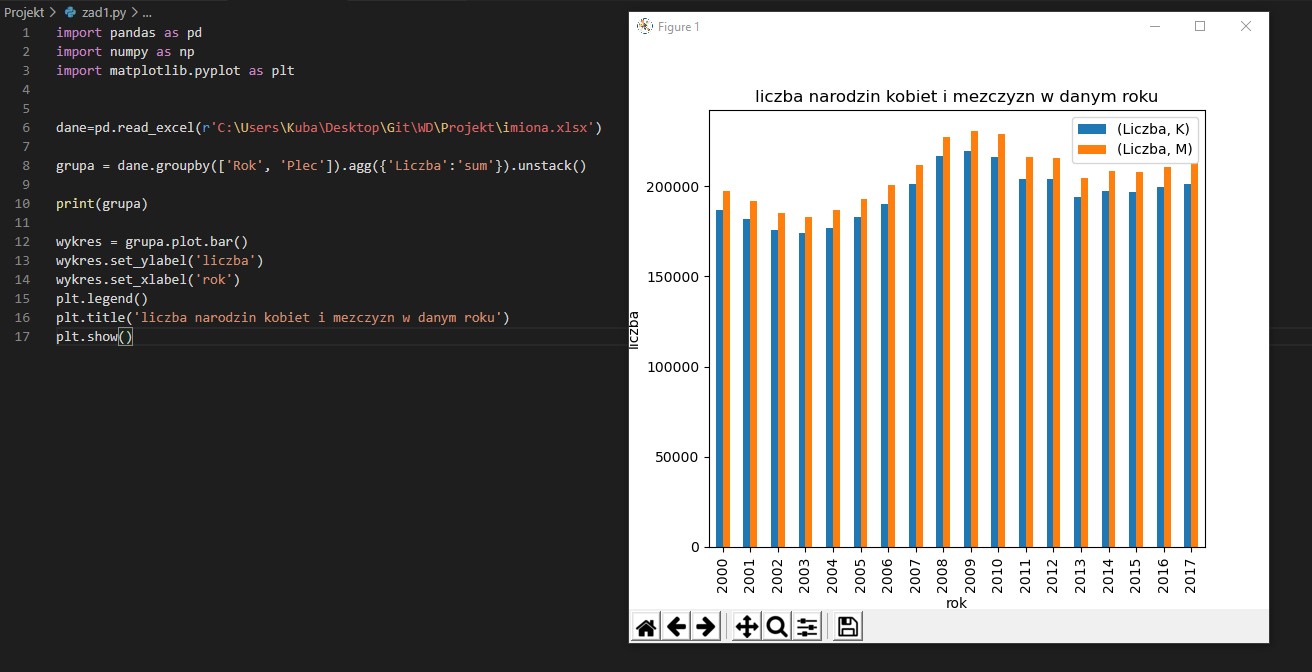 Projekt > zad1.py > ...
1 import pandas as pd
2 import numpy as np
3 import matplotlib.pyplot as plt
4
5
6 dane=pd.read_excel(r'C:\Users\Kuba\Desktop\Git\WD\Projekt\imiona.xlsx')
7
8 grupa = dane.groupby(['Rok', 'Plec']).agg({'Liczba':'sum'}).unstack()
9
10 print(grupa)
11
12 wykres = grupa.plot.bar()
13 wykres.set_ylabel('liczba')
14 wykres.set_xlabel('rok')
15 plt.legend()
16 plt.title('liczba narodzin kobiet i mezczyzn w danym roku')
17 plt.show()
Figure 1
liczba narodzin kobiet i mezczyzn w danym roku
(Liczba, K)
(Liczba, M)
200000
150000
100000
50000
0
liczba
2000 2001 2002 2003 2004 2005 2006 2007 2008 2009 2010 2011 2012 2013 2014 2015 2016 2017
rok